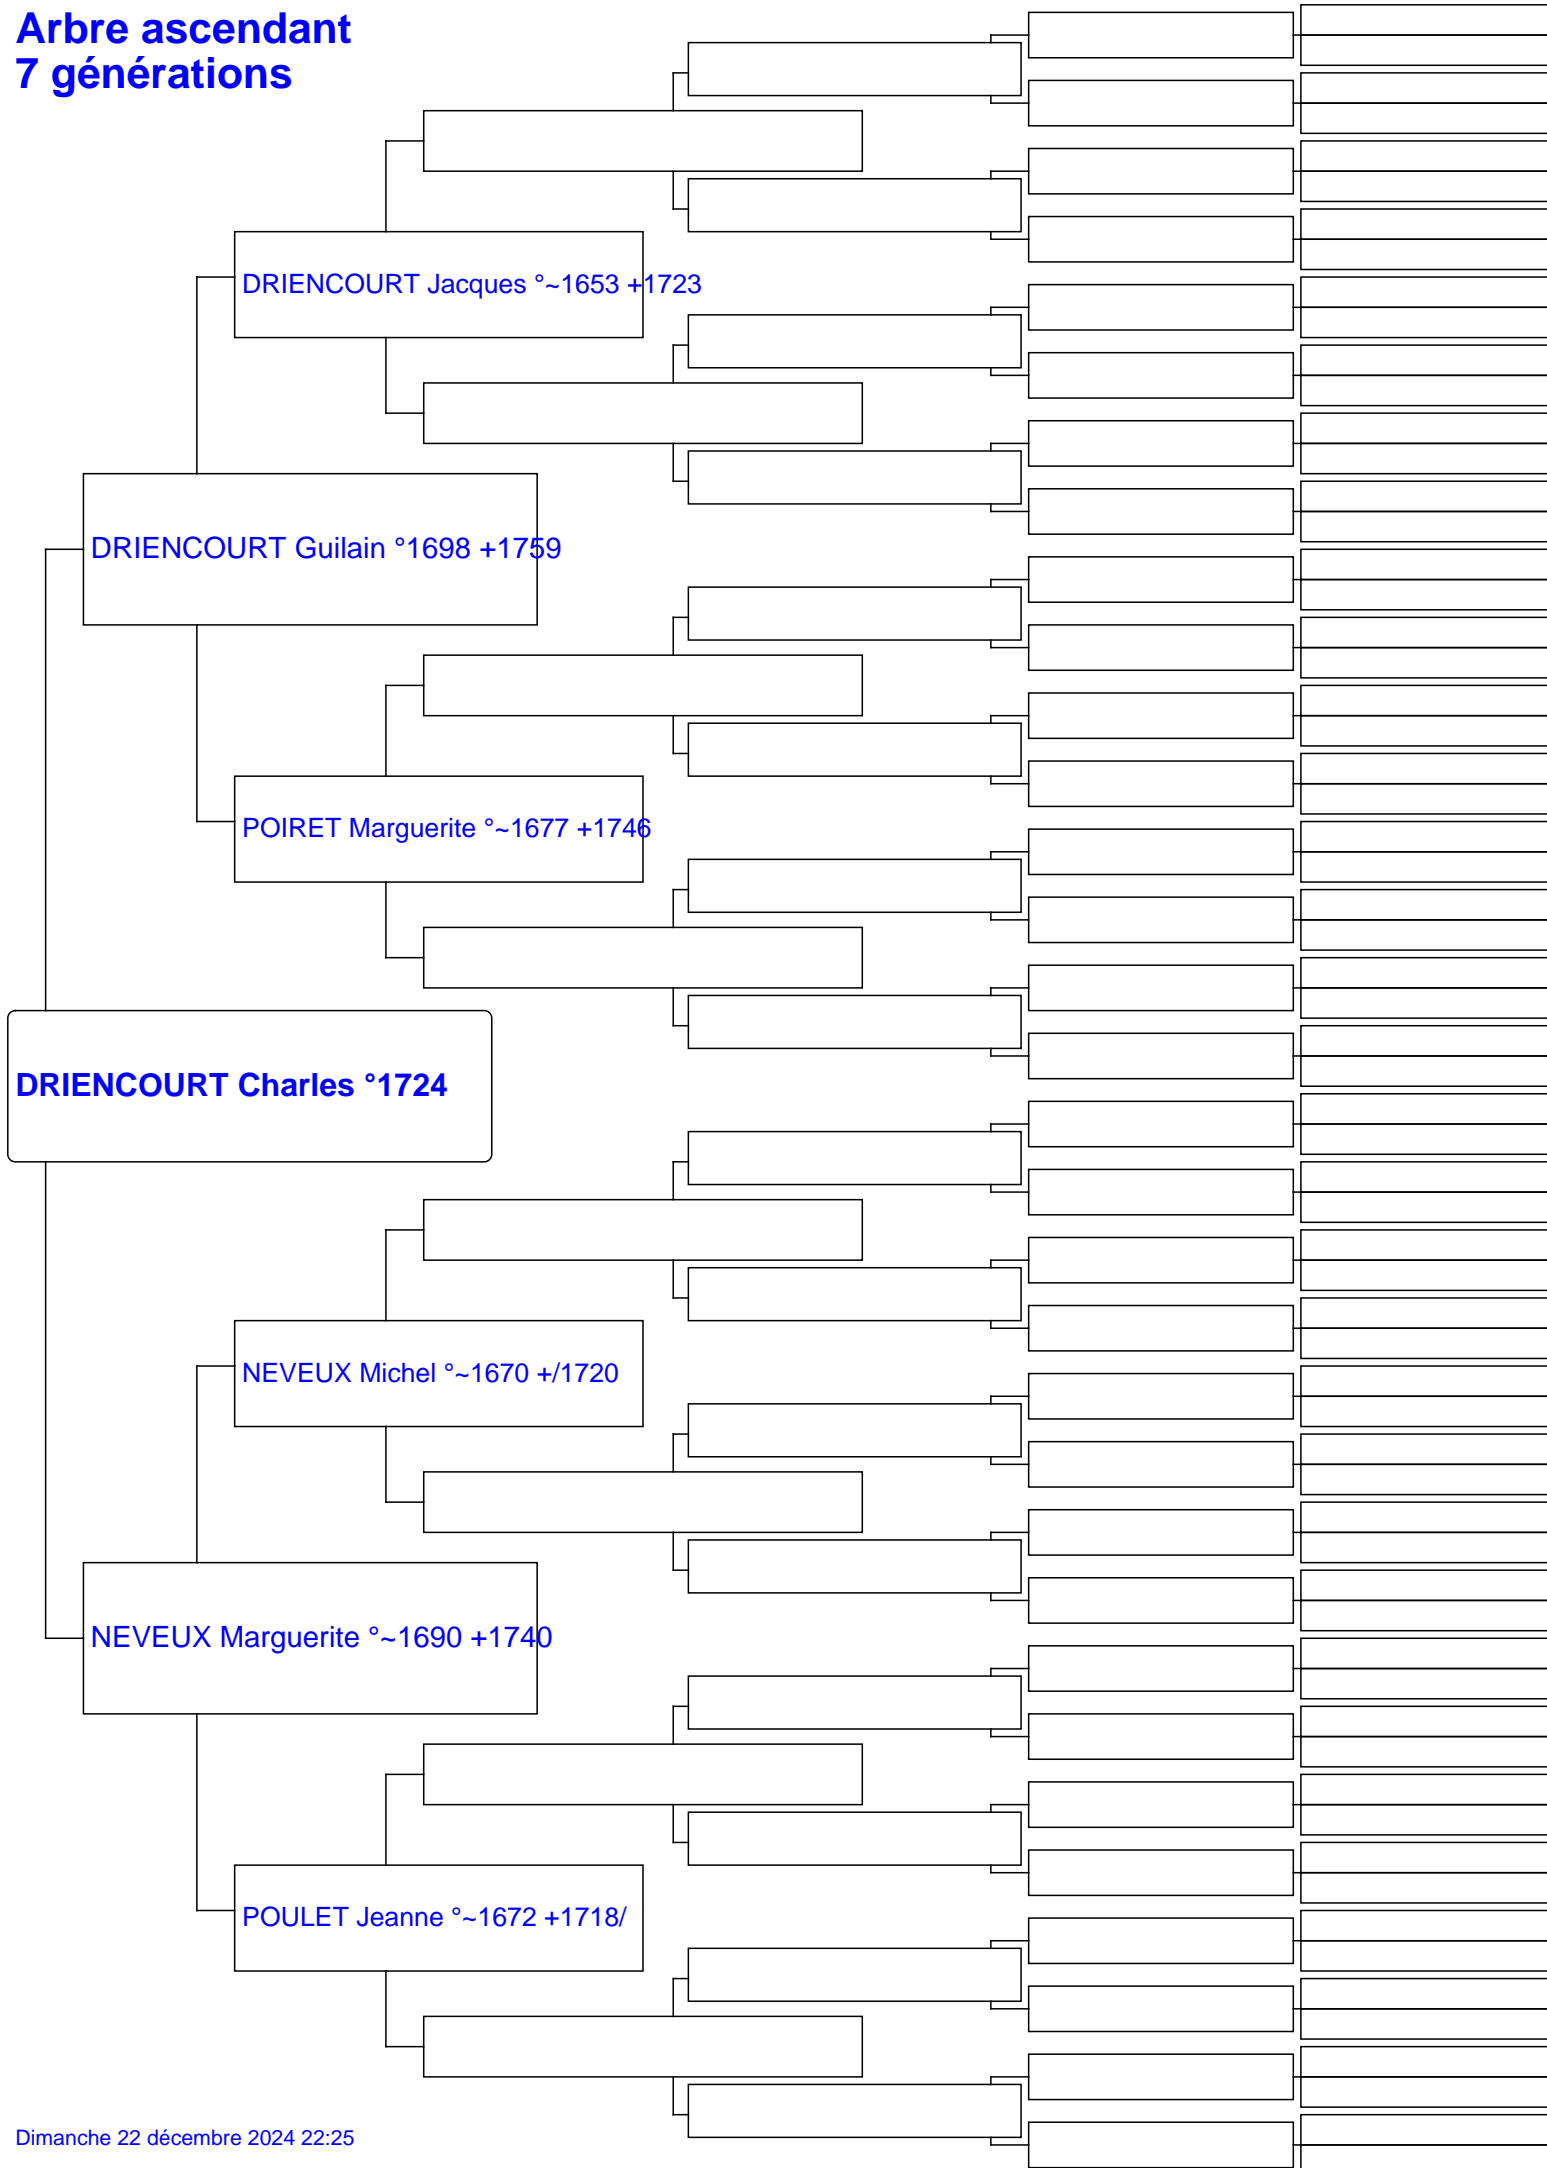 Arbre ascendant
7 générations
DRIENCOURT Jacques °~1653 +1723
DRIENCOURT Guilain °1698 +1759
POIRET Marguerite °~1677 +1746
DRIENCOURT Charles °1724
NEVEUX Michel °~1670 +/1720
NEVEUX Marguerite °~1690 +1740
POULET Jeanne °~1672 +1718/
Dimanche 22 décembre 2024 22:25